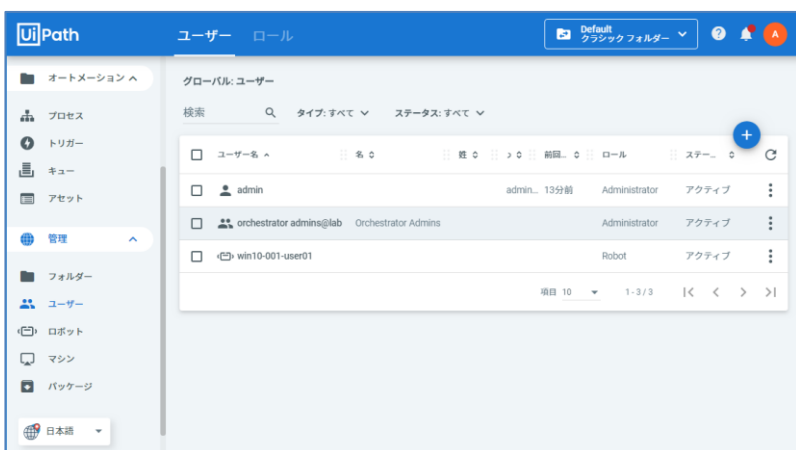 UiPath
ユーザー ロール
Default
クラシック フォルダー
A
オートメーション
プロセス
トリガー
キュー
アセット
管理
フォルダー
ユーザー
ロボット
マシン
パッケージ
日本語
グローバル: ユーザー
検索 タイプ: すべて ステータス: すべて
ユーザー名 名 姓 前回... ロール ステー...
admin admin... 13分前 Administrator アクティブ
orchestrator admins@lab Orchestrator Admins Administrator アクティブ
win10-001-user01 Robot アクティブ
項目 10 1 - 3 / 3